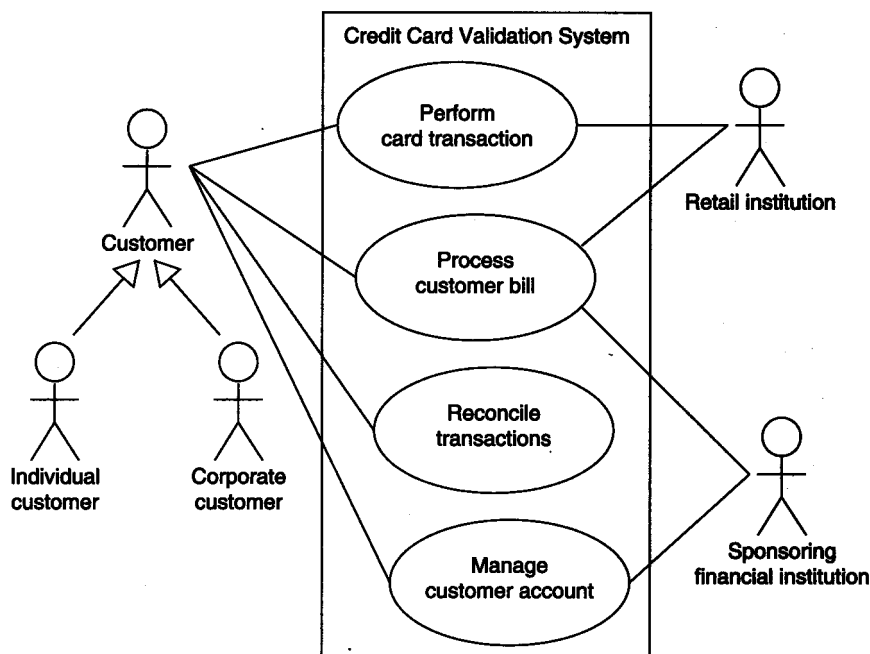 Credit Card Validation System
Perform
card transaction
Retail institution
Customer
Process
customer bill
Individual
customer
Corporate
customer
Reconcile
transactions
Sponsoring
financial institution
Manage
customer account